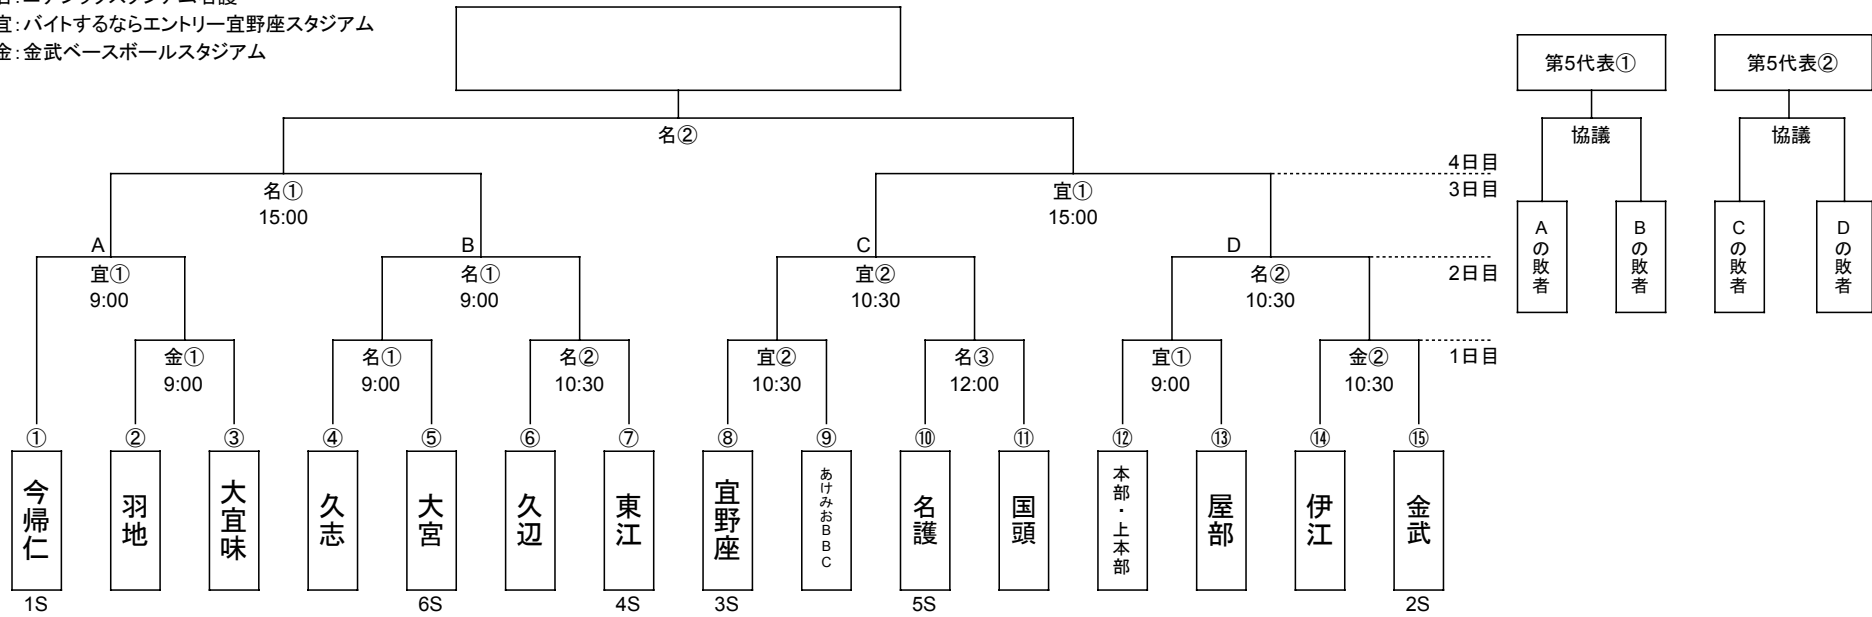 宜：バイトするならエントリー宜野座スタジアム
金：金武ベースボールスタジアム
第5代表①
第5代表②
名②
協議
協議
4日目
名①
宜①
3日目
15:00
15:00
Aの敗者
Bの敗者
Cの敗者
Dの敗者
A
B
C
D
宜①
名①
宜②
名②
2日目
9:00
9:00
10:30
10:30
金①
名①
名②
宜②
名③
宜①
金②
1日目
9:00
9:00
10:30
10:30
12:00
9:00
10:30
①
②
③
④
⑤
⑥
⑦
⑧
⑨
⑩
⑪
⑫
⑬
⑭
⑮
今帰仁
羽地
大宜味
久志
大宮
久辺
東江
宜野座
あけみおBBC
名護
国頭
本部・上本部
屋部
伊江
金武
1S
6S
4S
3S
5S
2S